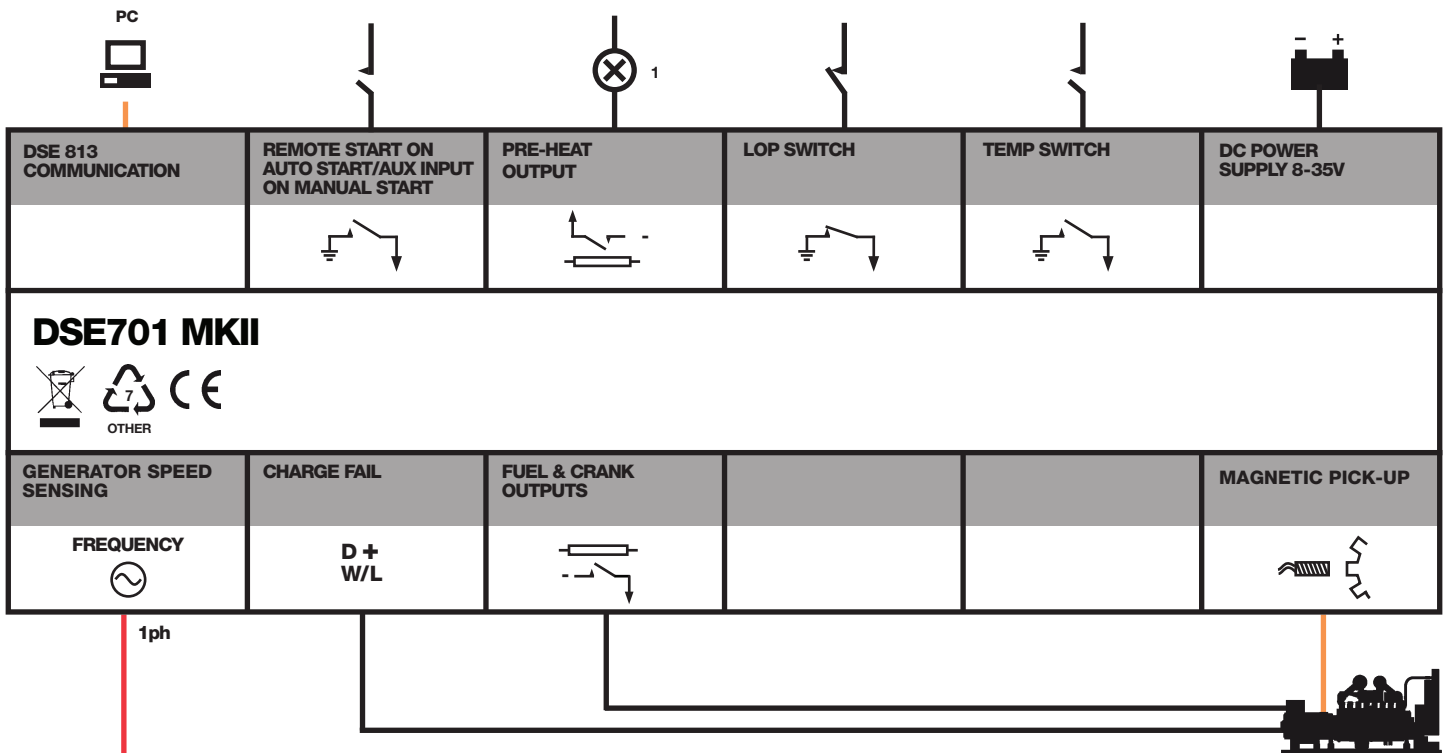 PC
1
- +
DSE 813
COMMUNICATION
REMOTE START ON
AUTO START/AUX INPUT
ON MANUAL START
PRE-HEAT
OUTPUT
LOP SWITCH
TEMP SWITCH
DC POWER
SUPPLY 8-35V
DSE701 MKII
7
CE
OTHER
GENERATOR SPEED
SENSING
CHARGE FAIL
FUEL & CRANK
OUTPUTS
MAGNETIC PICK-UP
FREQUENCY
D +
W/L
1ph